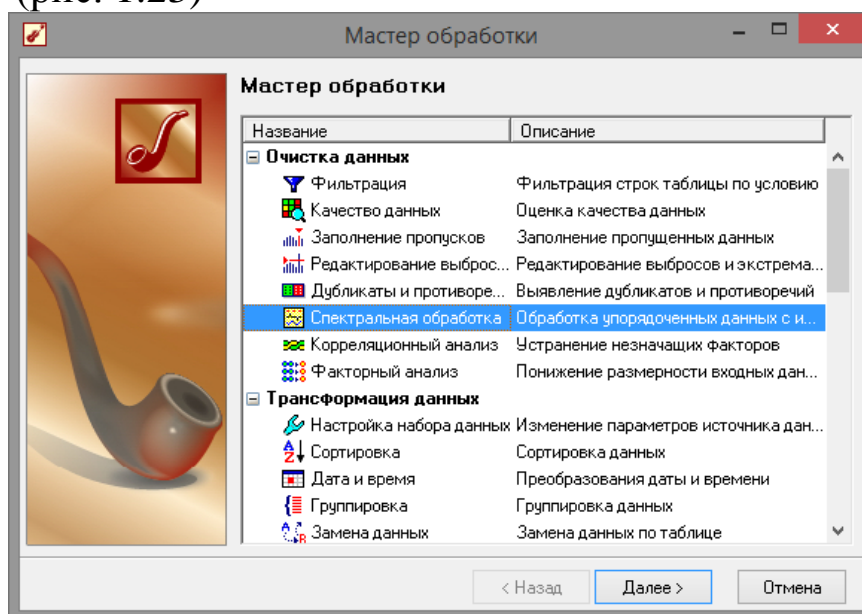 (рис. 1.23)
Мастер обработки
Мастер обработки
Название Описание
Очистка данных
Фильтрация Фильтрация строк таблицы по условию
Качество данных Оценка качества данных
Заполнение пропусков Заполнение пропущенных данных
Редактирование выброс... Редактирование выбросов и экстрема...
Дубликаты и противоре... Выявление дубликатов и противоречий
Спектральная обработка Обработка упорядоченных данных с и...
Корреляционный анализ Устранение незначащих факторов
Факторный анализ Понижение размерности входных дан...
Трансформация данных
Настройка набора данных Изменение параметров источника дан...
Сортировка Сортировка данных
Дата и время Преобразования даты и времени
Группировка Группировка данных
Замена данных Замена данных по таблице
< Назад Далее > Отмена